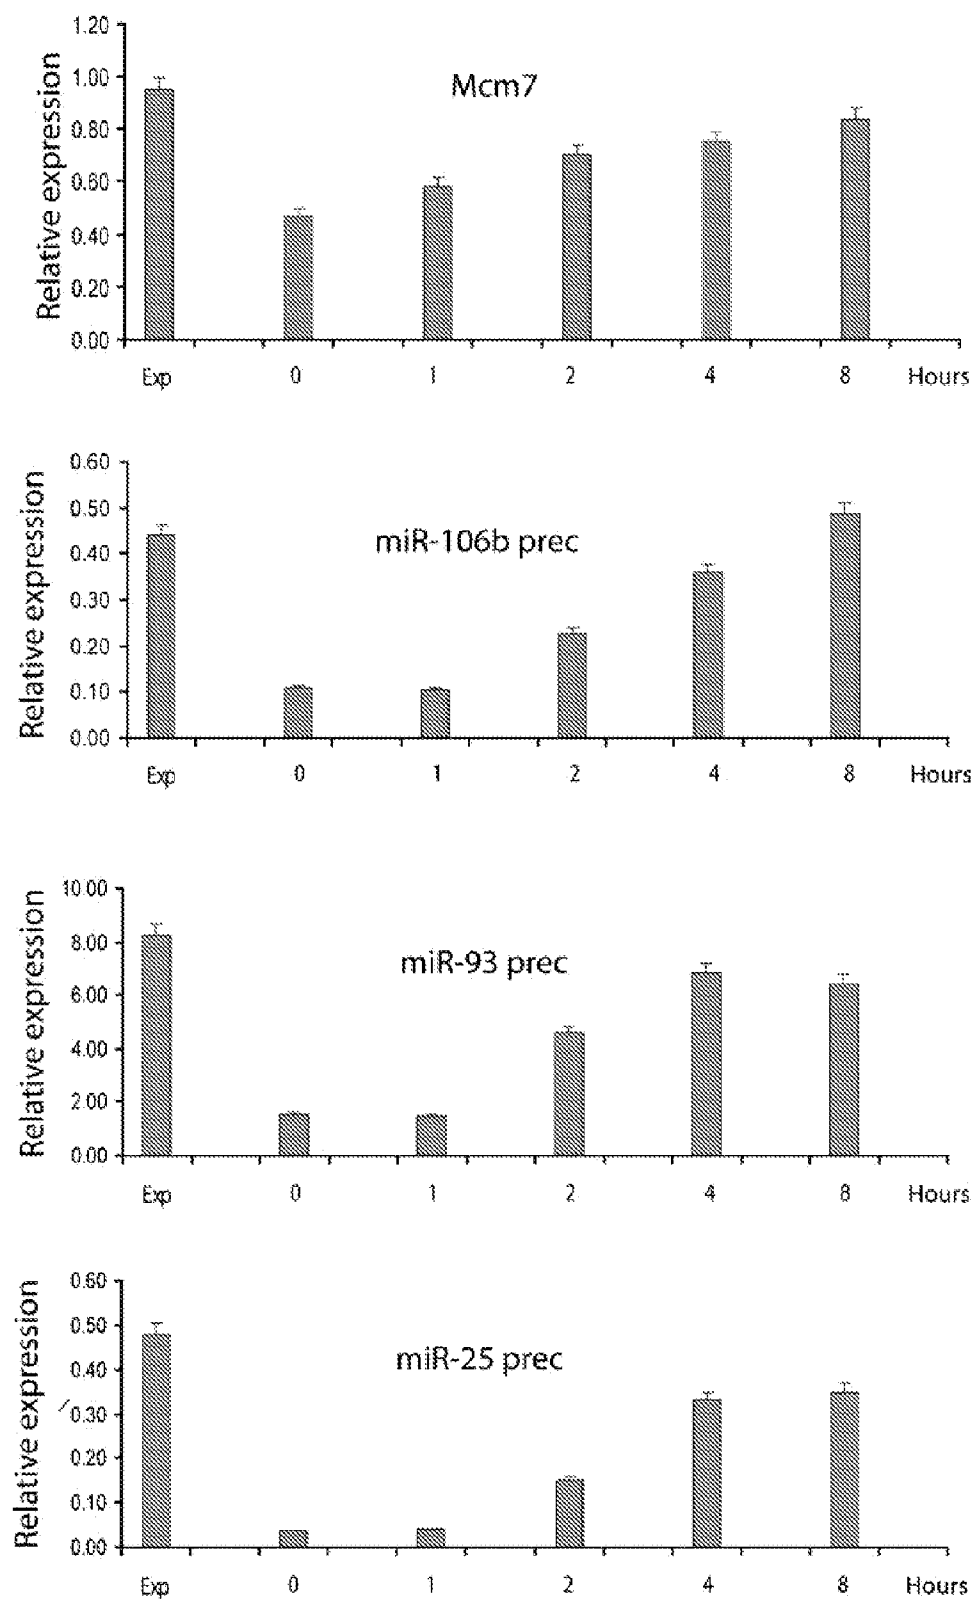 Mcm7
Relative expression
1.20
1.00
0.80
0.60
0.40
0.20
0.00
Exp 0 1 2 4 8 Hours
miR-106b prec
Relative expression
0.60
0.50
0.40
0.30
0.20
0.10
0.00
Exp 0 1 2 4 8 Hours
miR-93 prec
Relative expression
10.00
8.00
6.00
4.00
2.00
0.00
Exp 0 1 2 4 8 Hours
miR-25 prec
Relative expression
0.60
0.50
0.40
0.30
0.20
0.10
0.00
Exp 0 1 2 4 8 Hours